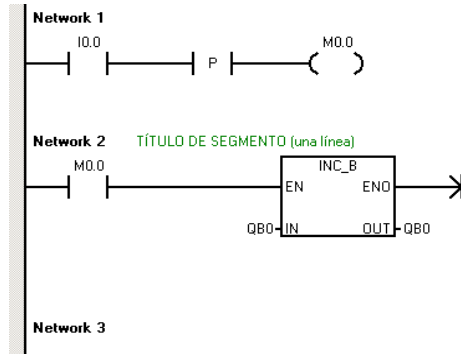 Network 1
I0.0
P
M0.0
Network 2 TÍTULO DE SEGMENTO (una línea)
M0.0
INC_B
EN ENO
QB0 IN OUT QB0
Network 3